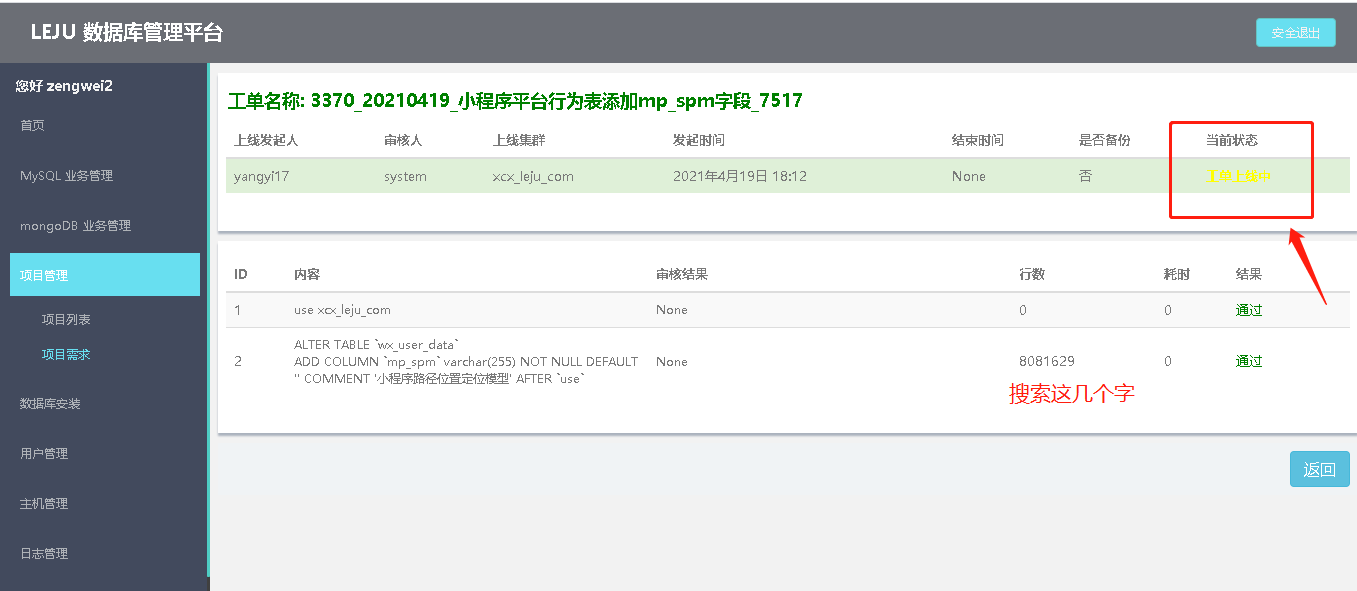 LEJU 数据库管理平台
安全退出
您好 zengwei2
首页
MySQL 业务管理
mongoDB 业务管理
项目管理
项目列表
项目需求
数据库安装
用户管理
主机管理
日志管理
工单名称: 3370_20210419_小程序平台行为表添加mp_spm字段_7517
上线发起人 审核人 上线集群 发起时间 结束时间 是否备份 当前状态
yangyi17 system xcx_leju_com 2021年4月19日 18:12 None 否 工单上线中
ID 内容 审核结果 行数 耗时 结果
1 use xcx_leju_com None 0 0 通过
ALTER TABLE `wx_user_data`
2 ADD COLUMN `mp_spm` varchar(255) NOT NULL DEFAULT None 8081629 0 通过
'' COMMENT '小程序路径位置定位模型' AFTER `use`
搜索这几个字
返回